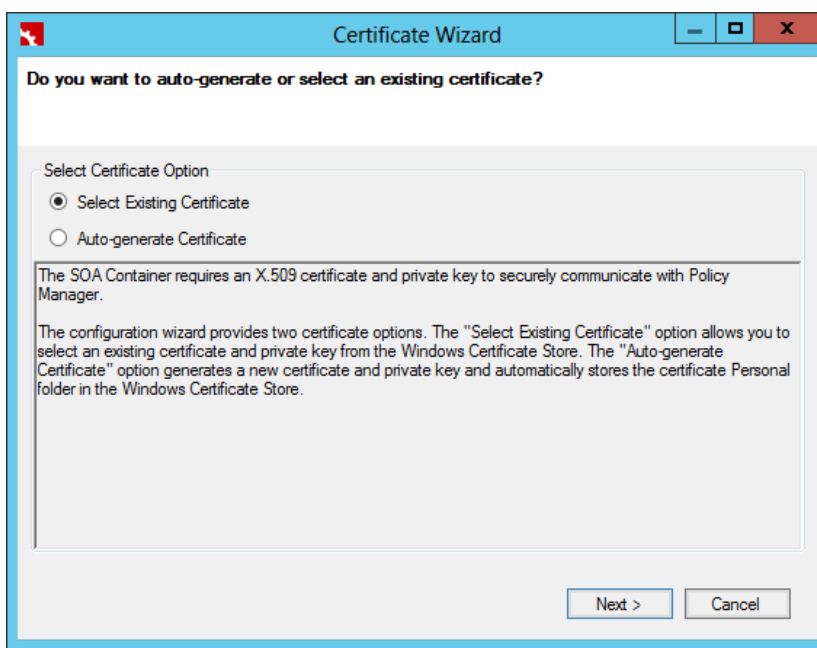 Certificate Wizard
Do you want to auto-generate or select an existing certificate?
Select Certificate Option
Select Existing Certificate
Auto-generate Certificate
The SOA Container requires an X.509 certificate and private key to securely communicate with Policy
Manager.
The configuration wizard provides two certificate options. The "Select Existing Certificate" option allows you to
select an existing certificate and private key from the Windows Certificate Store. The "Auto-generate
Certificate" option generates a new certificate and private key and automatically stores the certificate Personal
folder in the Windows Certificate Store.
Next >
Cancel